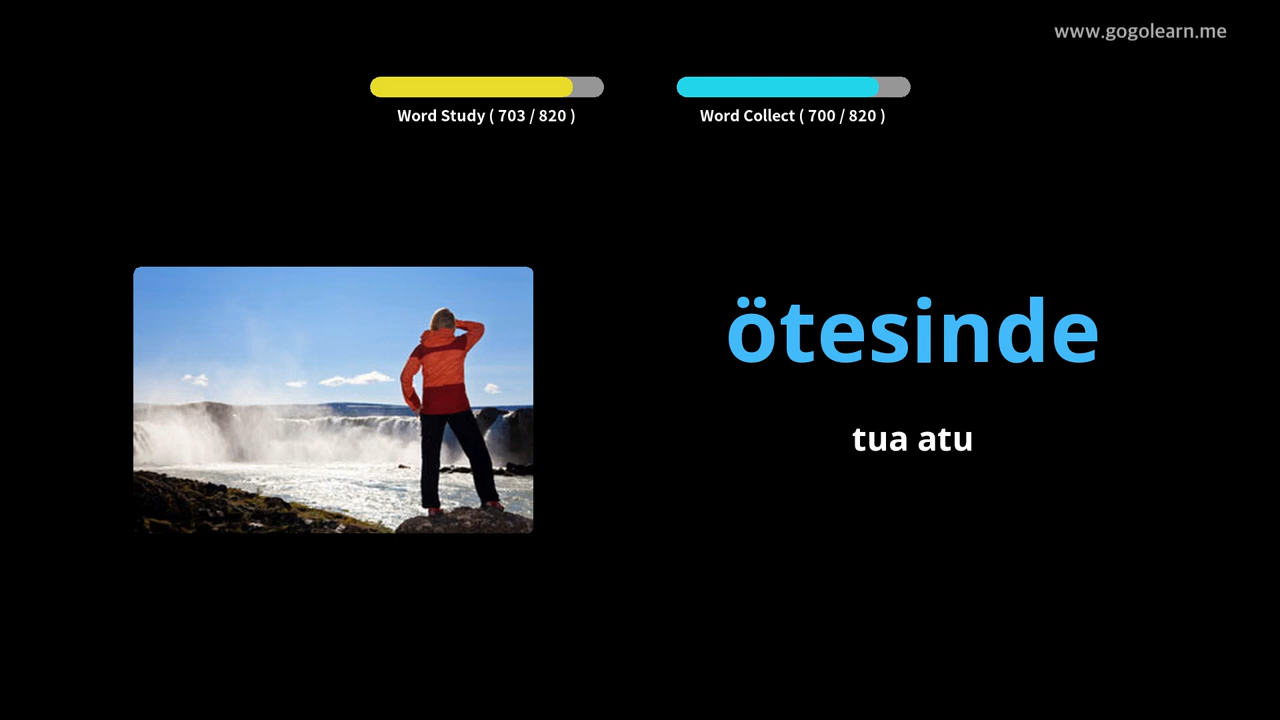 www.gogolearn.me
Word Study ( 703 / 820 )
Word Collect ( 700 / 820 )
ötesinde
tua atu